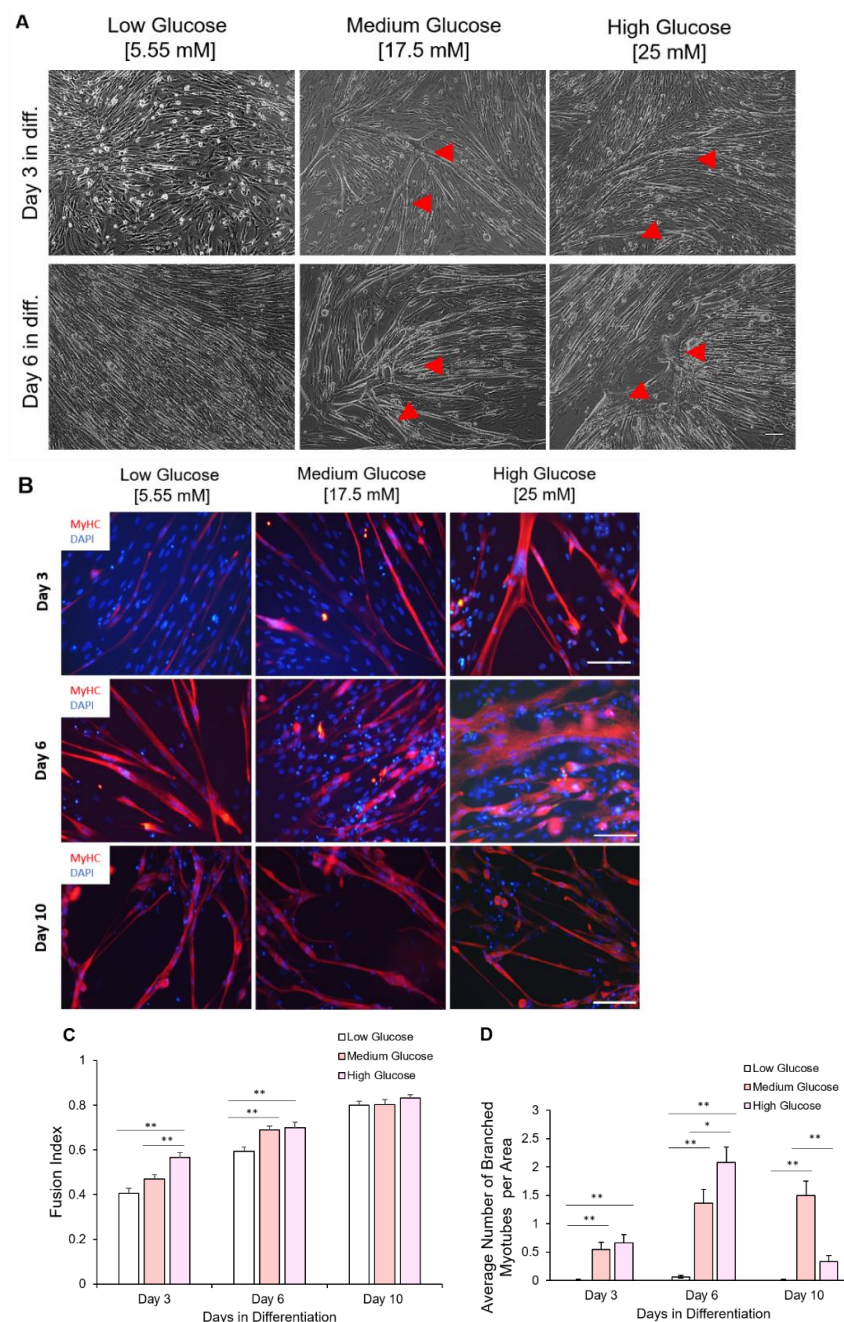 A
Low Glucose
[5.55 mM]
Medium Glucose
[17.5 mM]
High Glucose
[25 mM]
Day 3 in diff.
Day 6 in diff.
B
Low Glucose
[5.55 mM]
Medium Glucose
[17.5 mM]
High Glucose
[25 mM]
MyHC
DAPI
Day 3
MyHC
DAPI
Day 6
MyHC
DAPI
Day 10
C
Low Glucose
Medium Glucose
High Glucose
1
0.8
0.6
0.4
0.2
0
**
**
**
**
Fusion Index
Day 3
Day 6
Day 10
Days in Differentiation
D
Low Glucose
Medium Glucose
High Glucose
3
2.5
2
1.5
1
0.5
0
**
**
**
*
**
**
**
Average Number of Branched
Myotubes per Area
Day 3
Day 6
Day 10
Days in Differentiation